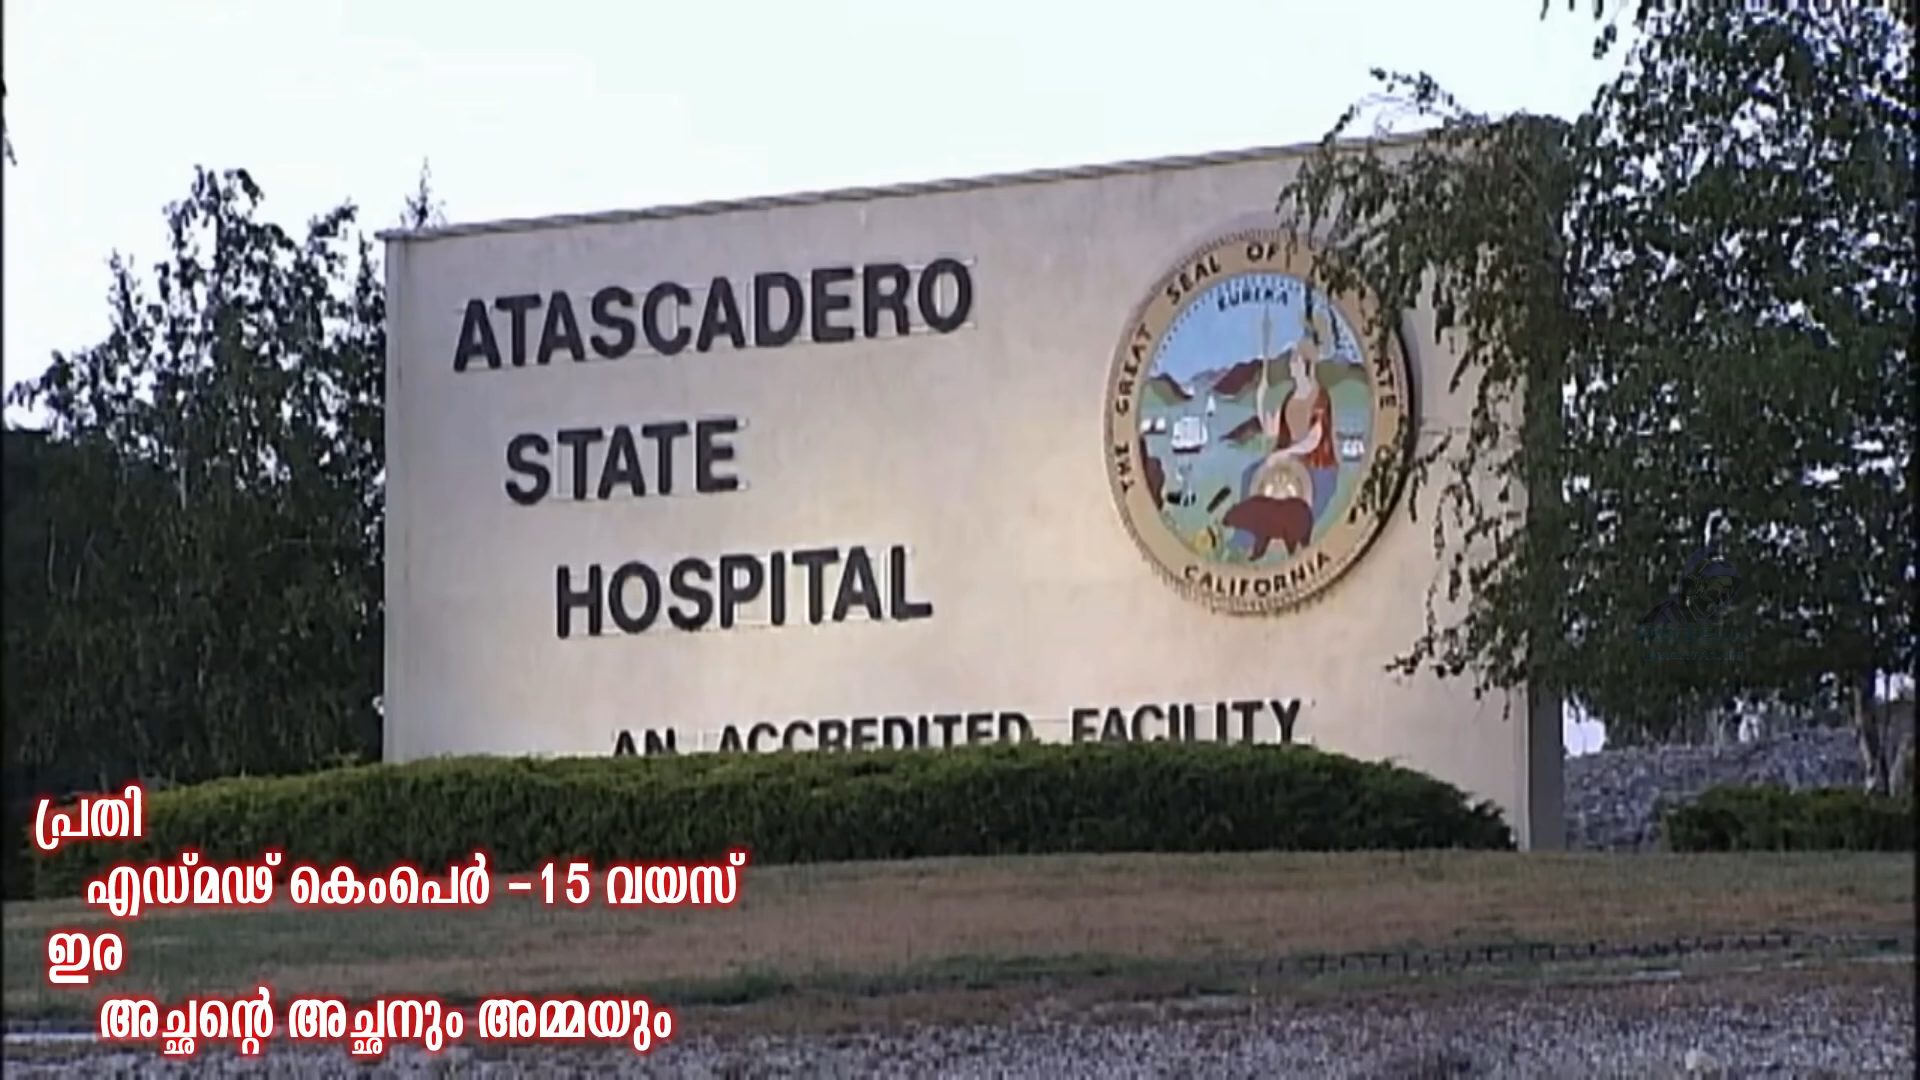 ATASCADERO
STATE
HOSPITAL
AN ACCREDITED FACILITY
THE GREAT SEAL OF STATE CALIFORNIA
EUREKA
പ്രതി
എഡ്മഢ് കെംപെർ -15 വയസ്
ഇര
അച്ഛന്റെ അച്ഛനും അമ്മയും